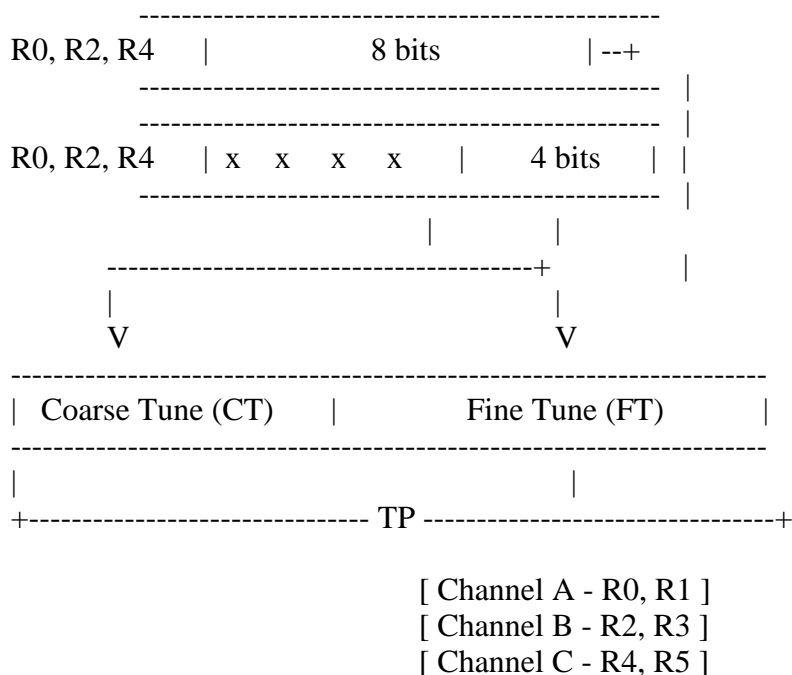 --------------------------------------------------
R0, R2, R4 | 8 bits | --+
-------------------------------------------------- |
-------------------------------------------------- |
R0, R2, R4 | x x x x | 4 bits | |
-------------------------------------------------- |
| |
----------------------------------------+ |
| |
V V
------------------------------------------------------------------------
| Coarse Tune (CT) | Fine Tune (FT) |
------------------------------------------------------------------------
| |
+-------------------------------- TP ---------------------------------+
[ Channel A - R0, R1 ]
[ Channel B - R2, R3 ]
[ Channel C - R4, R5 ]